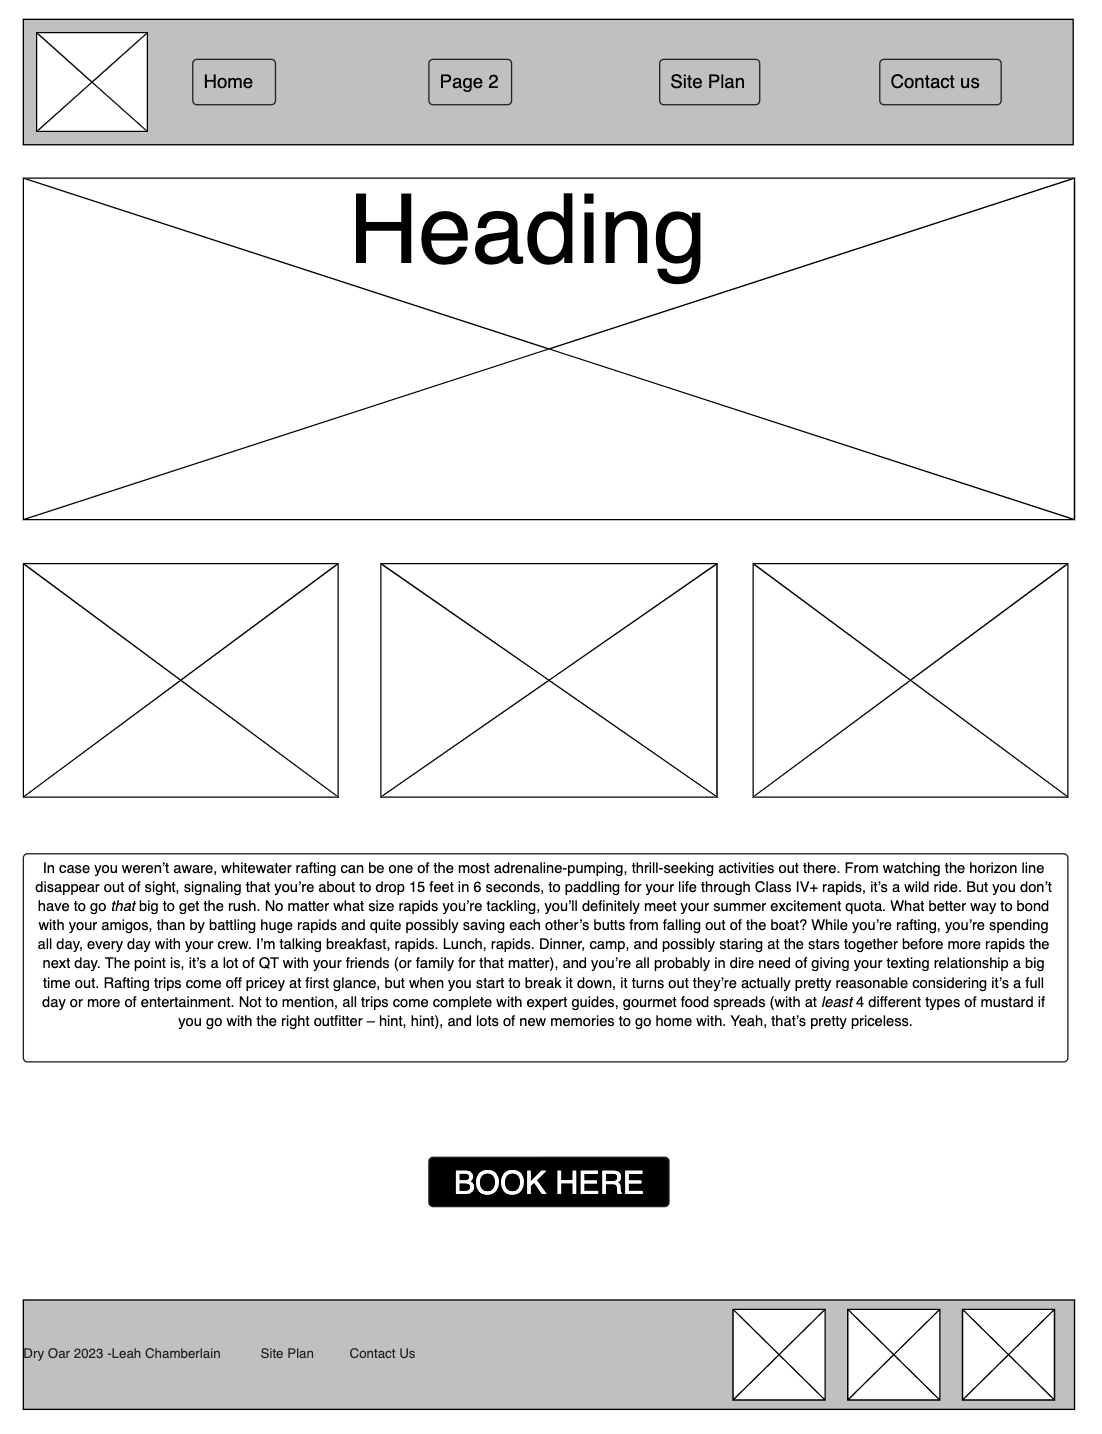 Home
Page 2
Site Plan
Contact us
Heading
In case you weren’t aware, whitewater rafting can be one of the most adrenaline-pumping, thrill-seeking activities out there. From watching the horizon line
disappear out of sight, signaling that you’re about to drop 15 feet in 6 seconds, to paddling for your life through Class IV+ rapids, it’s a wild ride. But you don’t
have to go that big to get the rush. No matter what size rapids you’re tackling, you’ll definitely meet your summer excitement quota. What better way to bond
with your amigos, than by battling huge rapids and quite possibly saving each other’s butts from falling out of the boat? While you’re rafting, you’re spending
all day, every day with your crew. I’m talking breakfast, rapids. Lunch, rapids. Dinner, camp, and possibly staring at the stars together before more rapids the
next day. The point is, it’s a lot of QT with your friends (or family for that matter), and you’re all probably in dire need of giving your texting relationship a big
time out. Rafting trips come off pricey at first glance, but when you start to break it down, it turns out they’re actually pretty reasonable considering it’s a full
day or more of entertainment. Not to mention, all trips come complete with expert guides, gourmet food spreads (with at least 4 different types of mustard if
you go with the right outfitter – hint, hint), and lots of new memories to go home with. Yeah, that’s pretty priceless.
BOOK HERE
Dry Oar 2023 -Leah Chamberlain
Site Plan
Contact Us